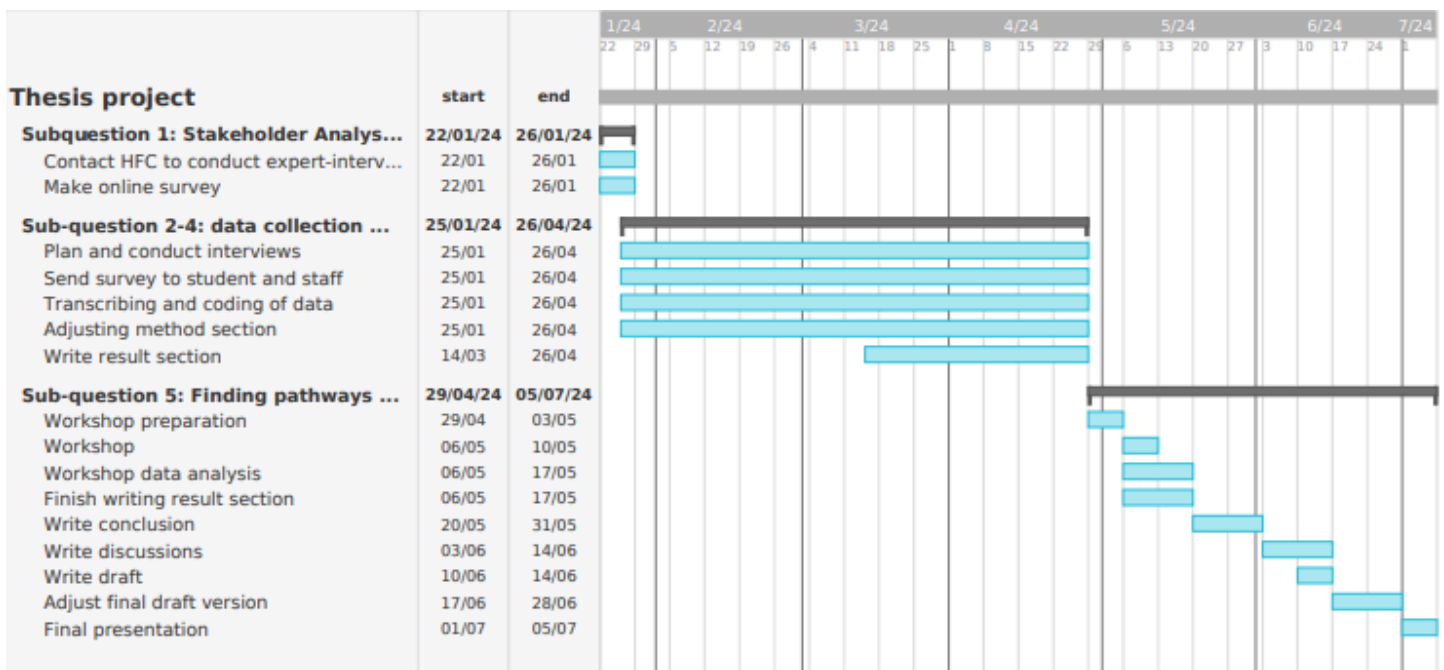 1/24 2/24 3/24 4/24 5/24 6/24 7/24
22 29 5 12 19 26 4 11 18 25 1 8 15 22 29 6 13 20 27 3 10 17 24 1
Thesis project start end
Subquestion 1: Stakeholder Analys... 22/01/24 26/01/24
Contact HFC to conduct expert-interv... 22/01 26/01
Make online survey 22/01 26/01
Sub-question 2-4: data collection ... 25/01/24 26/04/24
Plan and conduct interviews 25/01 26/04
Send survey to student and staff 25/01 26/04
Transcribing and coding of data 25/01 26/04
Adjusting method section 25/01 26/04
Write result section 14/03 26/04
Sub-question 5: Finding pathways ... 29/04/24 05/07/24
Workshop preparation 29/04 03/05
Workshop 06/05 10/05
Workshop data analysis 06/05 17/05
Finish writing result section 06/05 17/05
Write conclusion 20/05 31/05
Write discussions 03/06 14/06
Write draft 10/06 14/06
Adjust final draft version 17/06 28/06
Final presentation 01/07 05/07